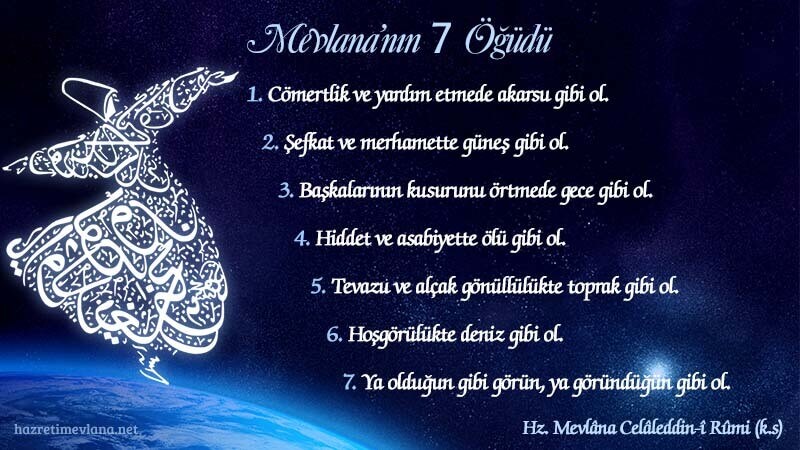 Mevlana'nın 7 Öğüdü
1. Cömertlik ve yardım etmede akarsu gibi ol.
2. Şefkat ve merhamette güneş gibi ol.
3. Başkalarının kusurunu örtmede gece gibi ol.
4. Hiddet ve asabiyette ölü gibi ol.
5. Tevazu ve alçak gönüllülükte toprak gibi ol.
6. Hoşgörülükte deniz gibi ol.
7. Ya olduğun gibi görün, ya göründüğün gibi ol.
Hz. Mevlâna Celâleddin-î Rûmi (k.s)
hazretimevlana.net